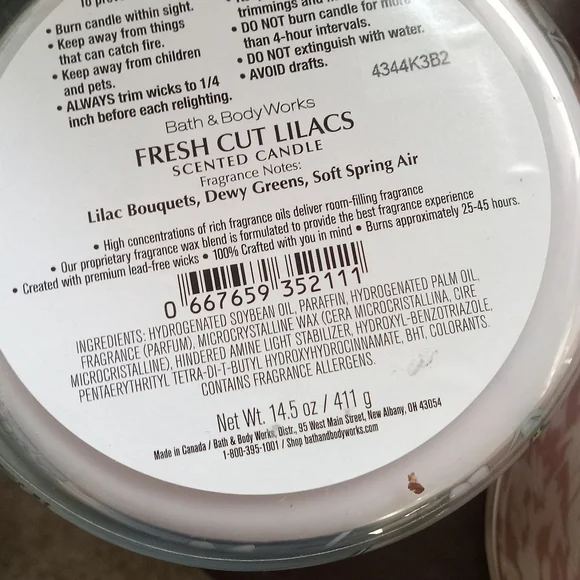 • Burn candle within sight.
• Keep away from things
that can catch fire.
• Keep away from children
and pets.
• ALWAYS trim wicks to 1/4
inch before each relighting.
trimmings and
• DO NOT burn candle for more
than 4-hour intervals.
• DO NOT extinguish with water.
• AVOID drafts.
4344K3B2
Bath & Body Works
FRESH CUT LILACS
SCENTED CANDLE
Fragrance Notes:
Lilac Bouquets, Dewy Greens, Soft Spring Air
• High concentrations of rich fragrance oils deliver room-filling fragrance
• Our proprietary fragrance wax blend is formulated to provide the best fragrance experience
• Created with premium lead-free wicks • 100% Crafted with you in mind • Burns approximately 25-45 hours.
0 667659 352111
INGREDIENTS: HYDROGENATED SOYBEAN OIL, PARAFFIN, HYDROGENATED PALM OIL,
FRAGRANCE (PARFUM), MICROCRYSTALLINE WAX (CERA MICROCRISTALLINA, CIRE
MICROCRISTALLINE), HINDERED AMINE LIGHT STABILIZER, HYDROXYL-BENZOTRIAZOLE,
PENTAERYTHRITYL TETRA-DI-T-BUTYL HYDROXYHYDROCINNAMATE, BHT, COLORANTS.
CONTAINS FRAGRANCE ALLERGENS.
Net Wt. 14.5 oz / 411 g
Made in Canada / Bath & Body Works, Distr., 95 West Main Street, New Albany, OH 43054
1-800-395-1001 / Shop bathandbodyworks.com